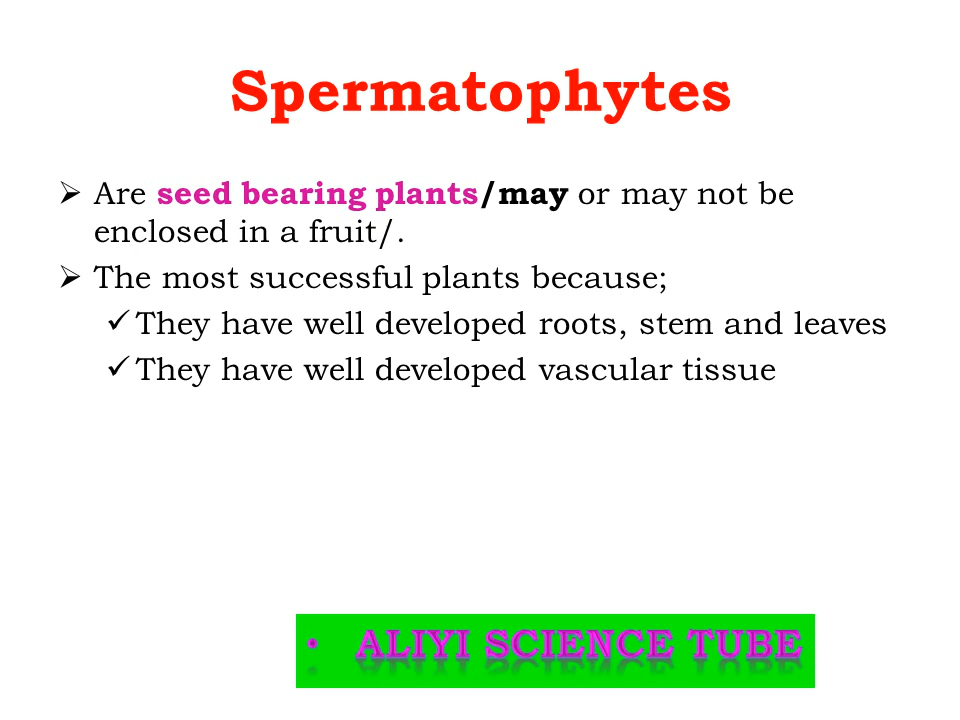 Spermatophytes
➢ Are seed bearing plants/may or may not be
enclosed in a fruit/.
➢ The most successful plants because;
✓ They have well developed roots, stem and leaves
✓ They have well developed vascular tissue
• ALIYI SCIENCE TUBE